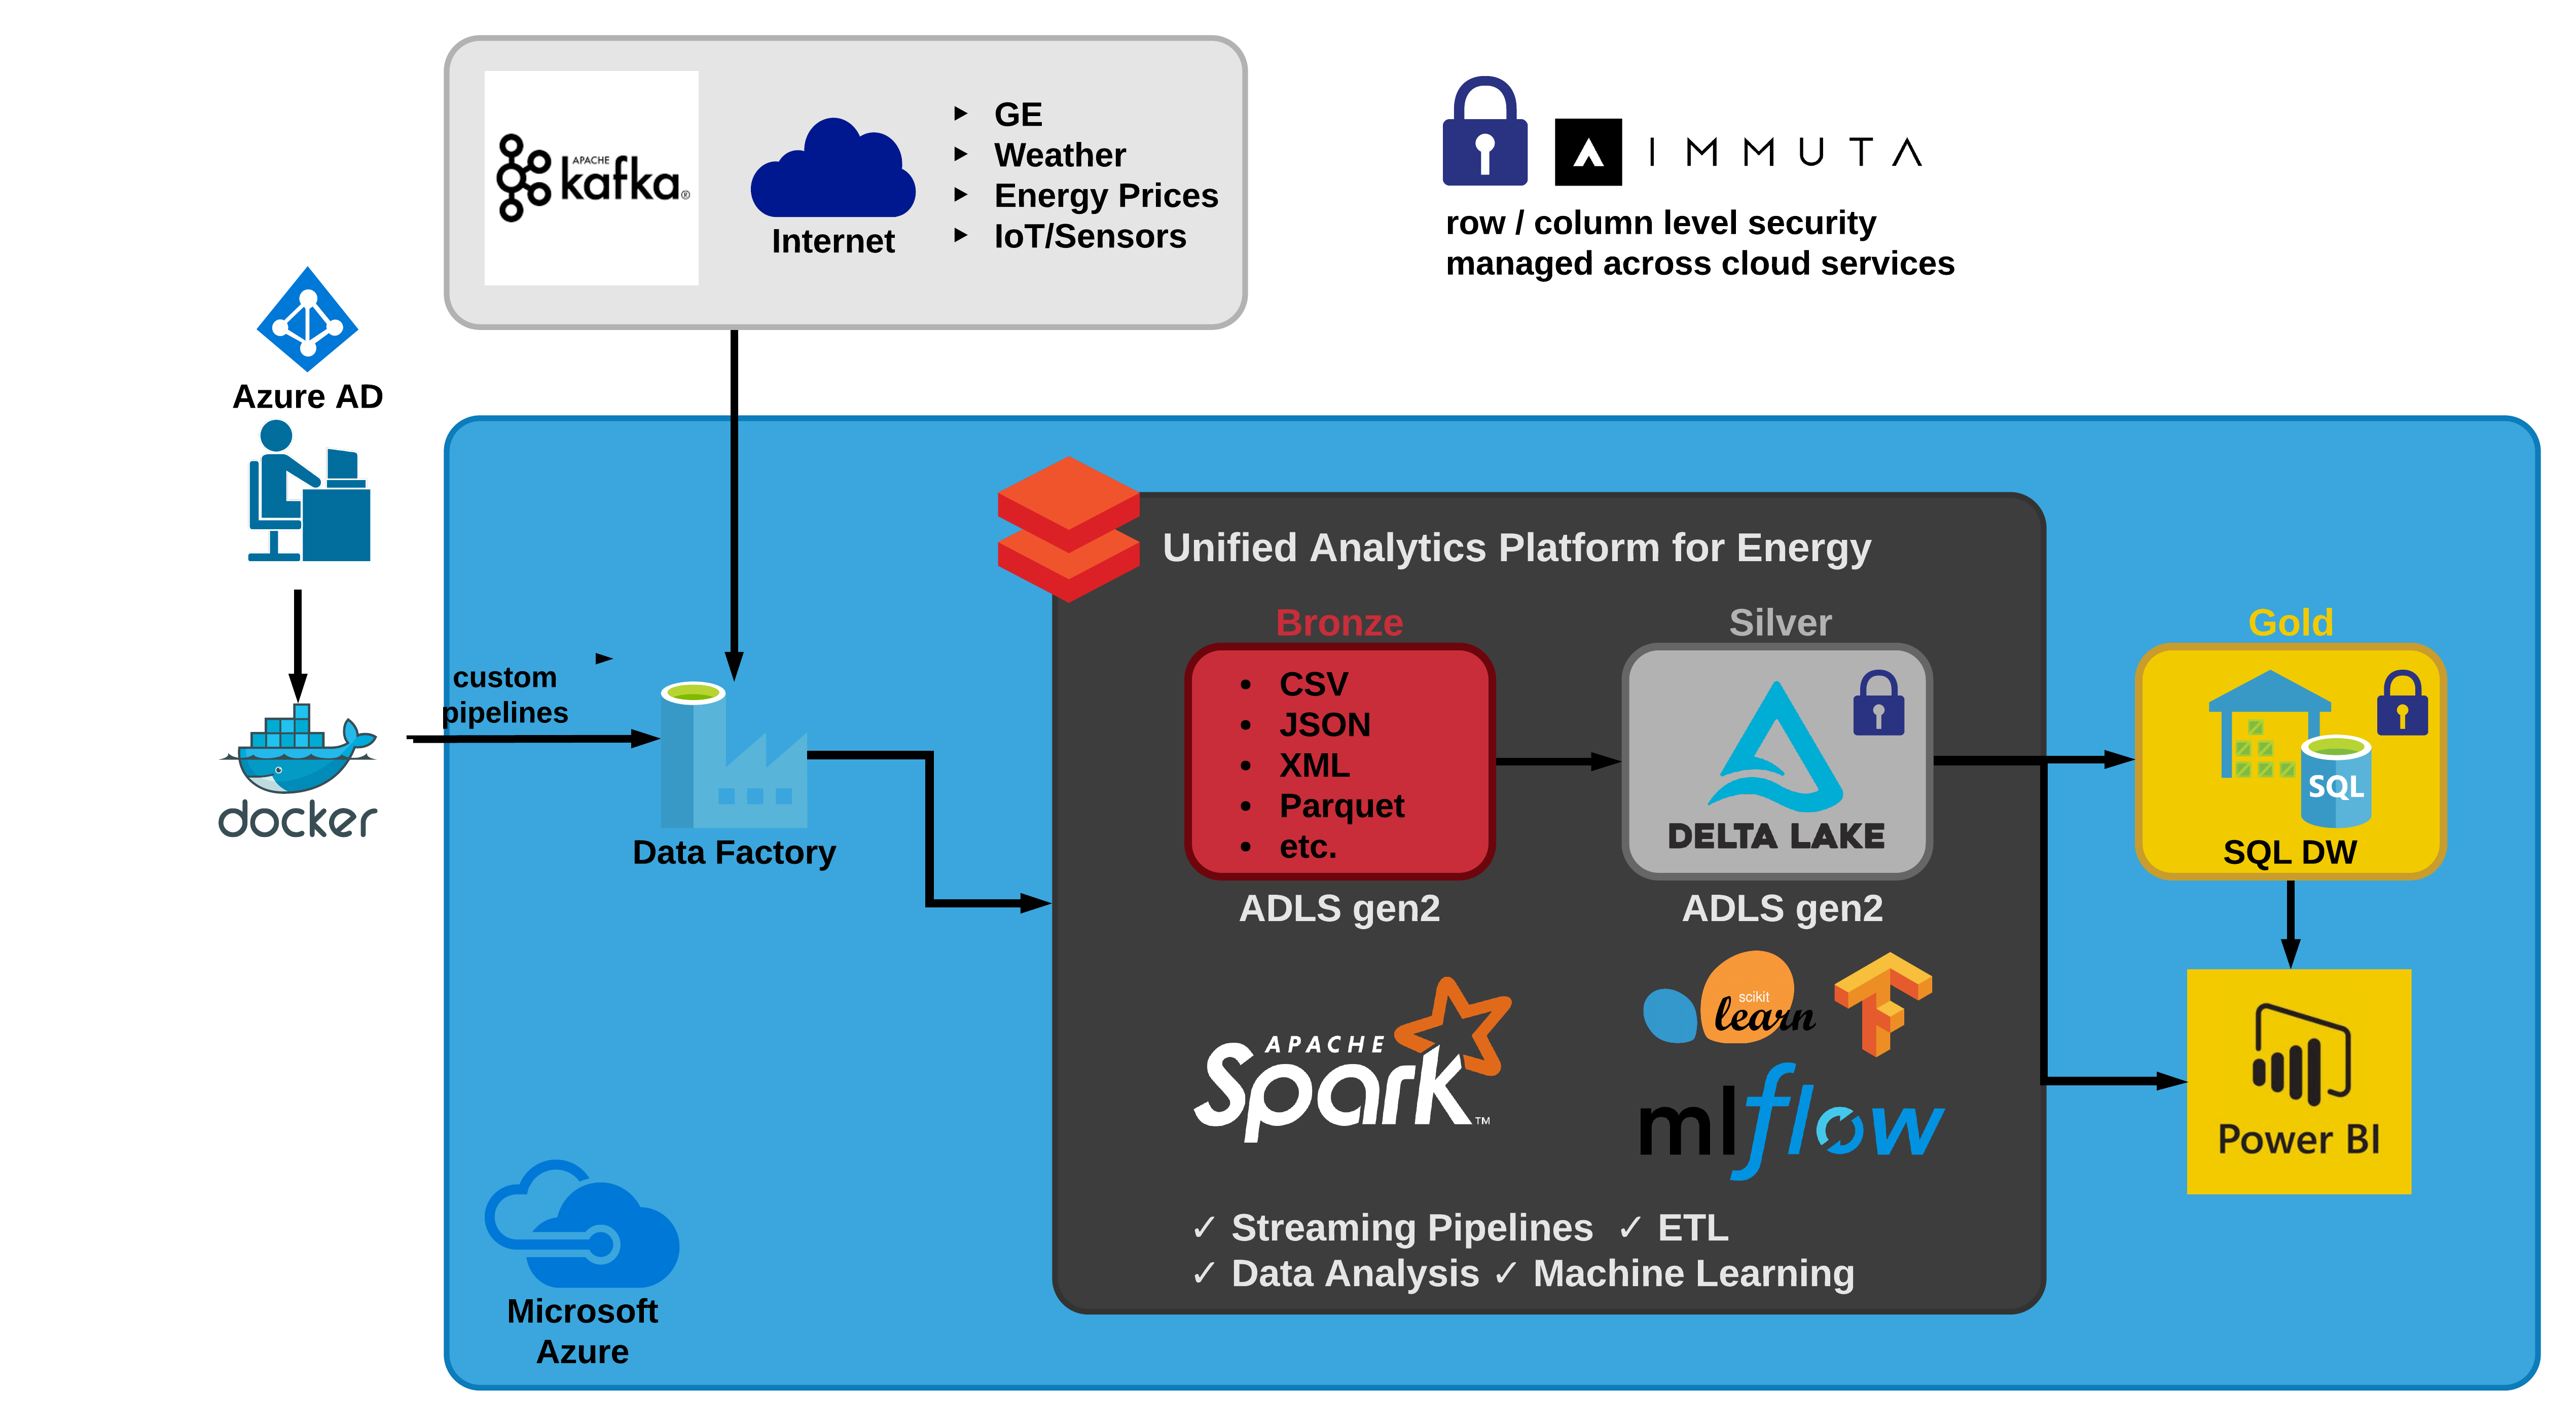 APACHE
kafka®
Internet
GE
Weather
Energy Prices
IoT/Sensors
IMMUTA
row / column level security
managed across cloud services
Azure AD
docker
custom
pipelines
Data Factory
Microsoft
Azure
Unified Analytics Platform for Energy
Bronze
• CSV
• JSON
• XML
• Parquet
• etc.
ADLS gen2
Silver
DELTA LAKE
ADLS gen2
APACHE
Spark™
scikit
learn
mlflow
✓ Streaming Pipelines ✓ ETL
✓ Data Analysis ✓ Machine Learning
Gold
SQL
SQL DW
Power BI